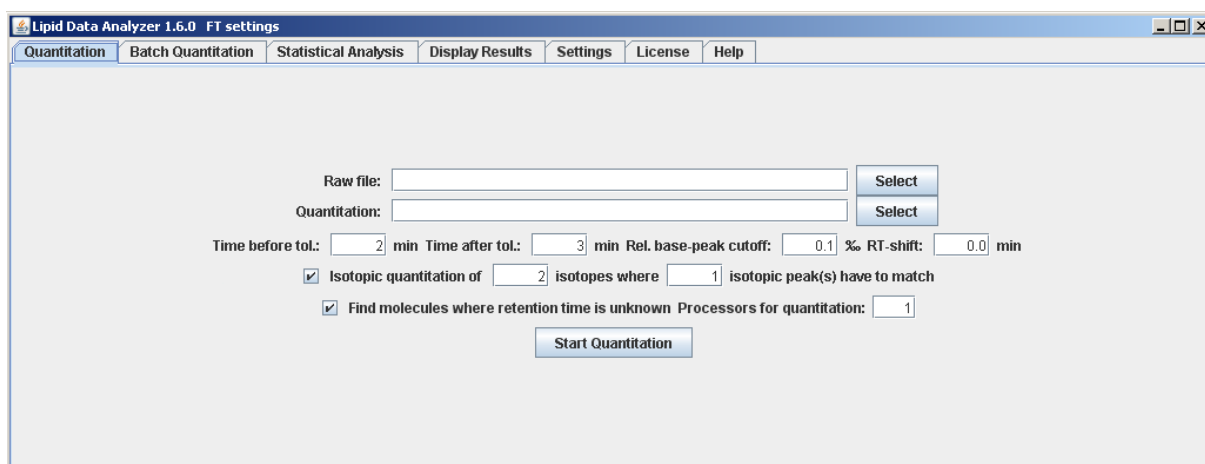 Lipid Data Analyzer 1.6.0 FT settings
Quantitation Batch Quantitation Statistical Analysis Display Results Settings License Help
Raw file: Select
Quantitation: Select
Time before tol.: 2 min Time after tol.: 3 min Rel. base-peak cutoff: 0.1 ‰ RT-shift: 0.0 min
Isotopic quantitation of 2 isotopes where 1 isotopic peak(s) have to match
Find molecules where retention time is unknown Processors for quantitation: 1
Start Quantitation